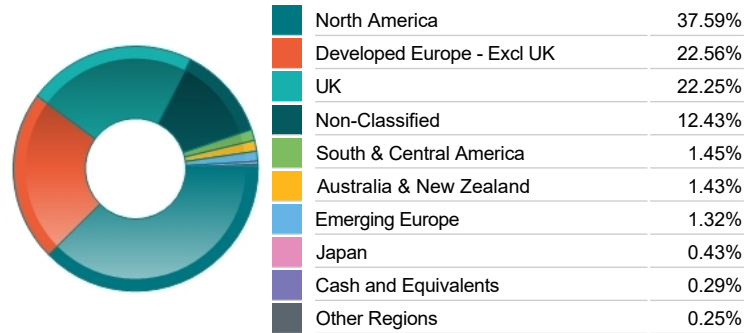 North America 37.59%
Developed Europe - Excl UK 22.56%
UK 22.25%
Non-Classified 12.43%
South & Central America 1.45%
Australia & New Zealand 1.43%
Emerging Europe 1.32%
Japan 0.43%
Cash and Equivalents 0.29%
Other Regions 0.25%